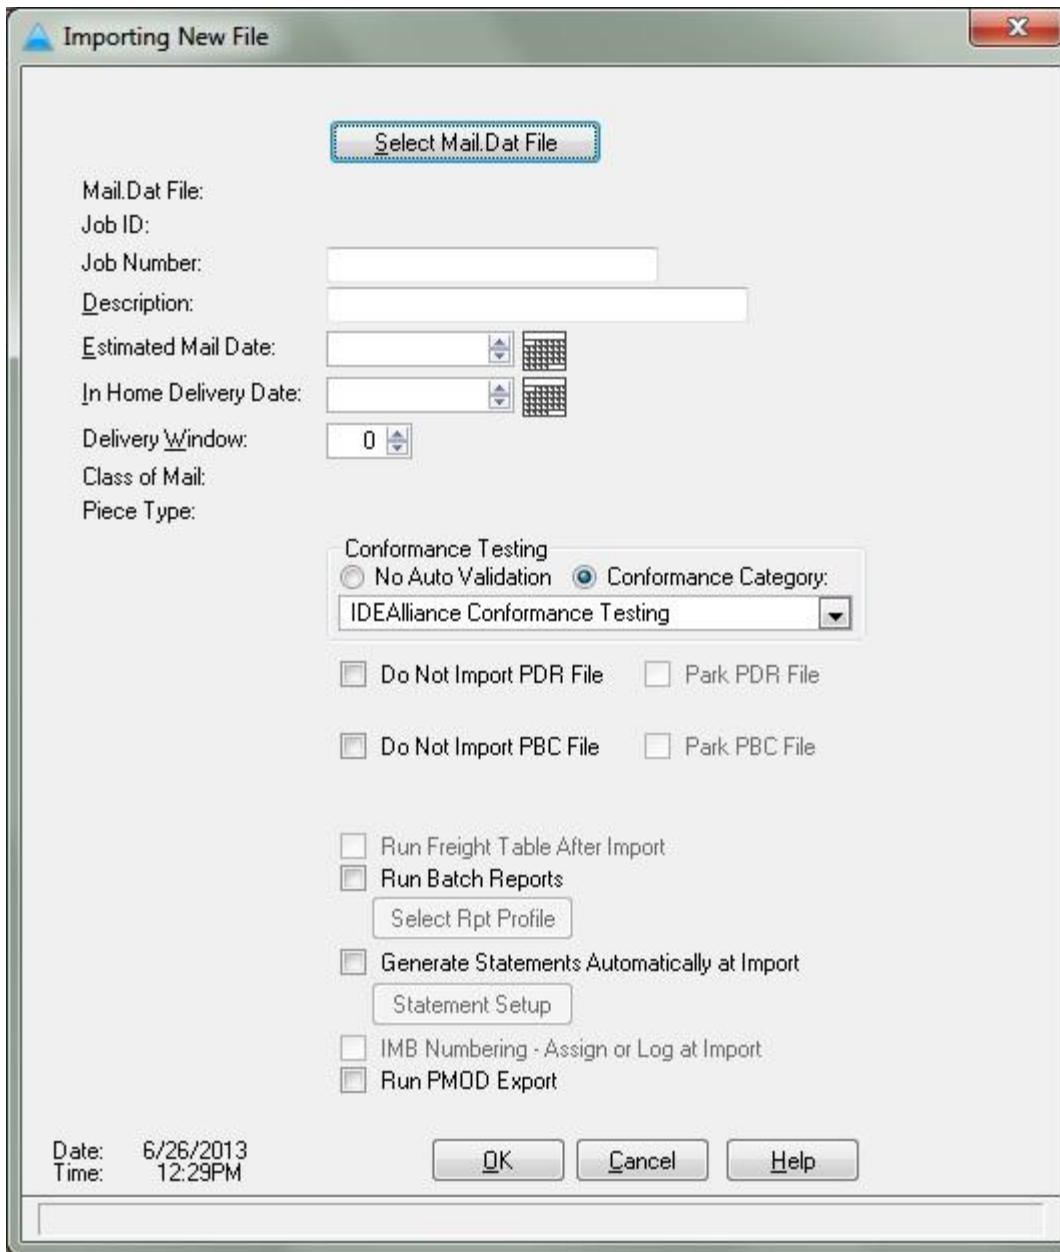 Importing New File
Select Mail.Dat File
Mail.Dat File:
Job ID:
Job Number:
Description:
Estimated Mail Date:
In Home Delivery Date:
Delivery Window: 0
Class of Mail:
Piece Type:
Conformance Testing
No Auto Validation Conformance Category:
IDEAlliance Conformance Testing
Do Not Import PDR File Park PDR File
Do Not Import PBC File Park PBC File
Run Freight Table After Import
Run Batch Reports
Select Rpt Profile
Generate Statements Automatically at Import
Statement Setup
IMB Numbering - Assign or Log at Import
Run PMOD Export
Date: 6/26/2013
Time: 12:29PM
OK Cancel Help